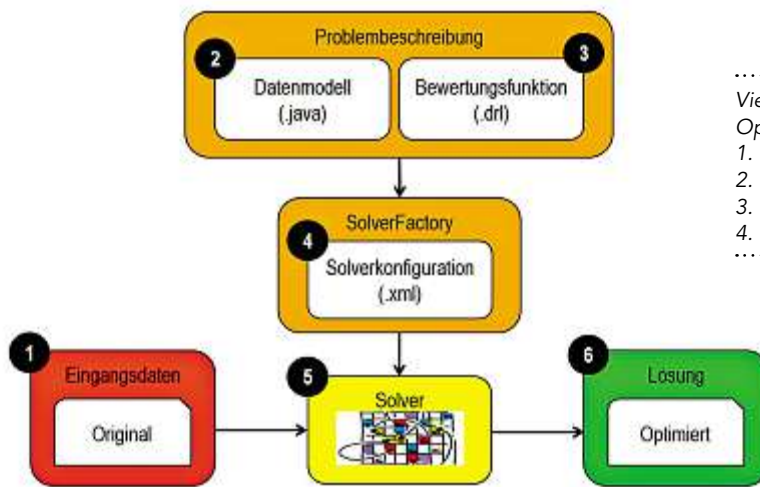 Problembeschreibung
2
Datenmodell
(.java)
3
Bewertungsfunktion
(.drl)
SolverFactory
4
Solverkonfiguration
(.xml)
1
Eingangsdaten
Original
5
Solver
6
Lösung
Optimiert
....
Vie
Op
1.
2.
3.
4.
....